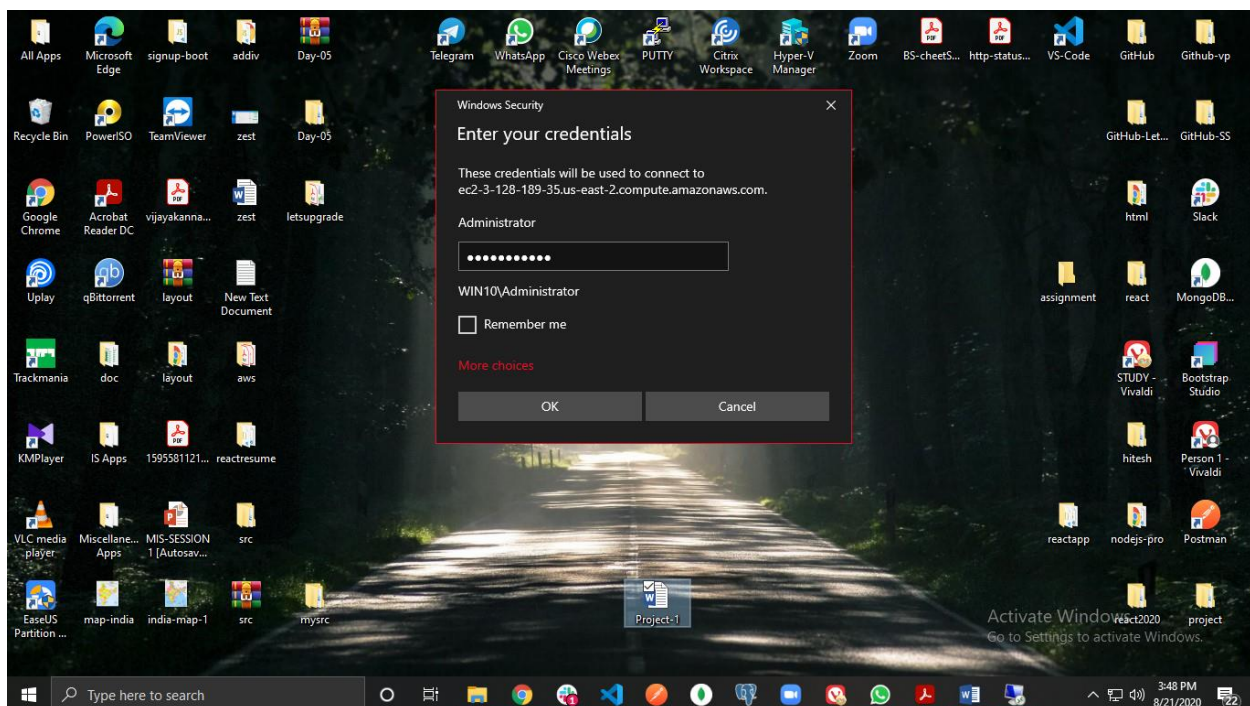 All Apps
Microsoft Edge
signup-boot
addiv
Day-05
Telegram
WhatsApp
Cisco Webex Meetings
PUTTY
Citrix Workspace
Hyper-V Manager
Zoom
BS-cheetS...
http-status...
VS-Code
GitHub
Github-vp
Windows Security
Enter your credentials
These credentials will be used to connect to
ec2-3-128-189-35.us-east-2.compute.amazonaws.com.
Administrator
WIN10\Administrator
Remember me
More choices
OK
Cancel
Recycle Bin
PowerISO
TeamViewer
zest
Day-05
GitHub-Let...
GitHub-SS
Google Chrome
Acrobat Reader DC
vijayakanna...
zest
letsupgrade
html
Slack
Uplay
qBittorrent
layout
New Text Document
assignment
react
MongoDB...
Trackmania
doc
layout
aws
STUDY - Vivaldi
Bootstrap Studio
KMPlayer
IS Apps
1595581121...
reactresume
hitesh
Person 1 - Vivaldi
VLC media player
Miscellane... Apps
MIS-SESSION 1 [Autosav...
src
reactapp
nodejs-pro
Postman
EaseUS Partition ...
map-india
india-map-1
src
mysrc
Project-1
react2020
project
Activate Windows
Go to Settings to activate Windows.
Type here to search
3:48 PM
8/21/2020
22